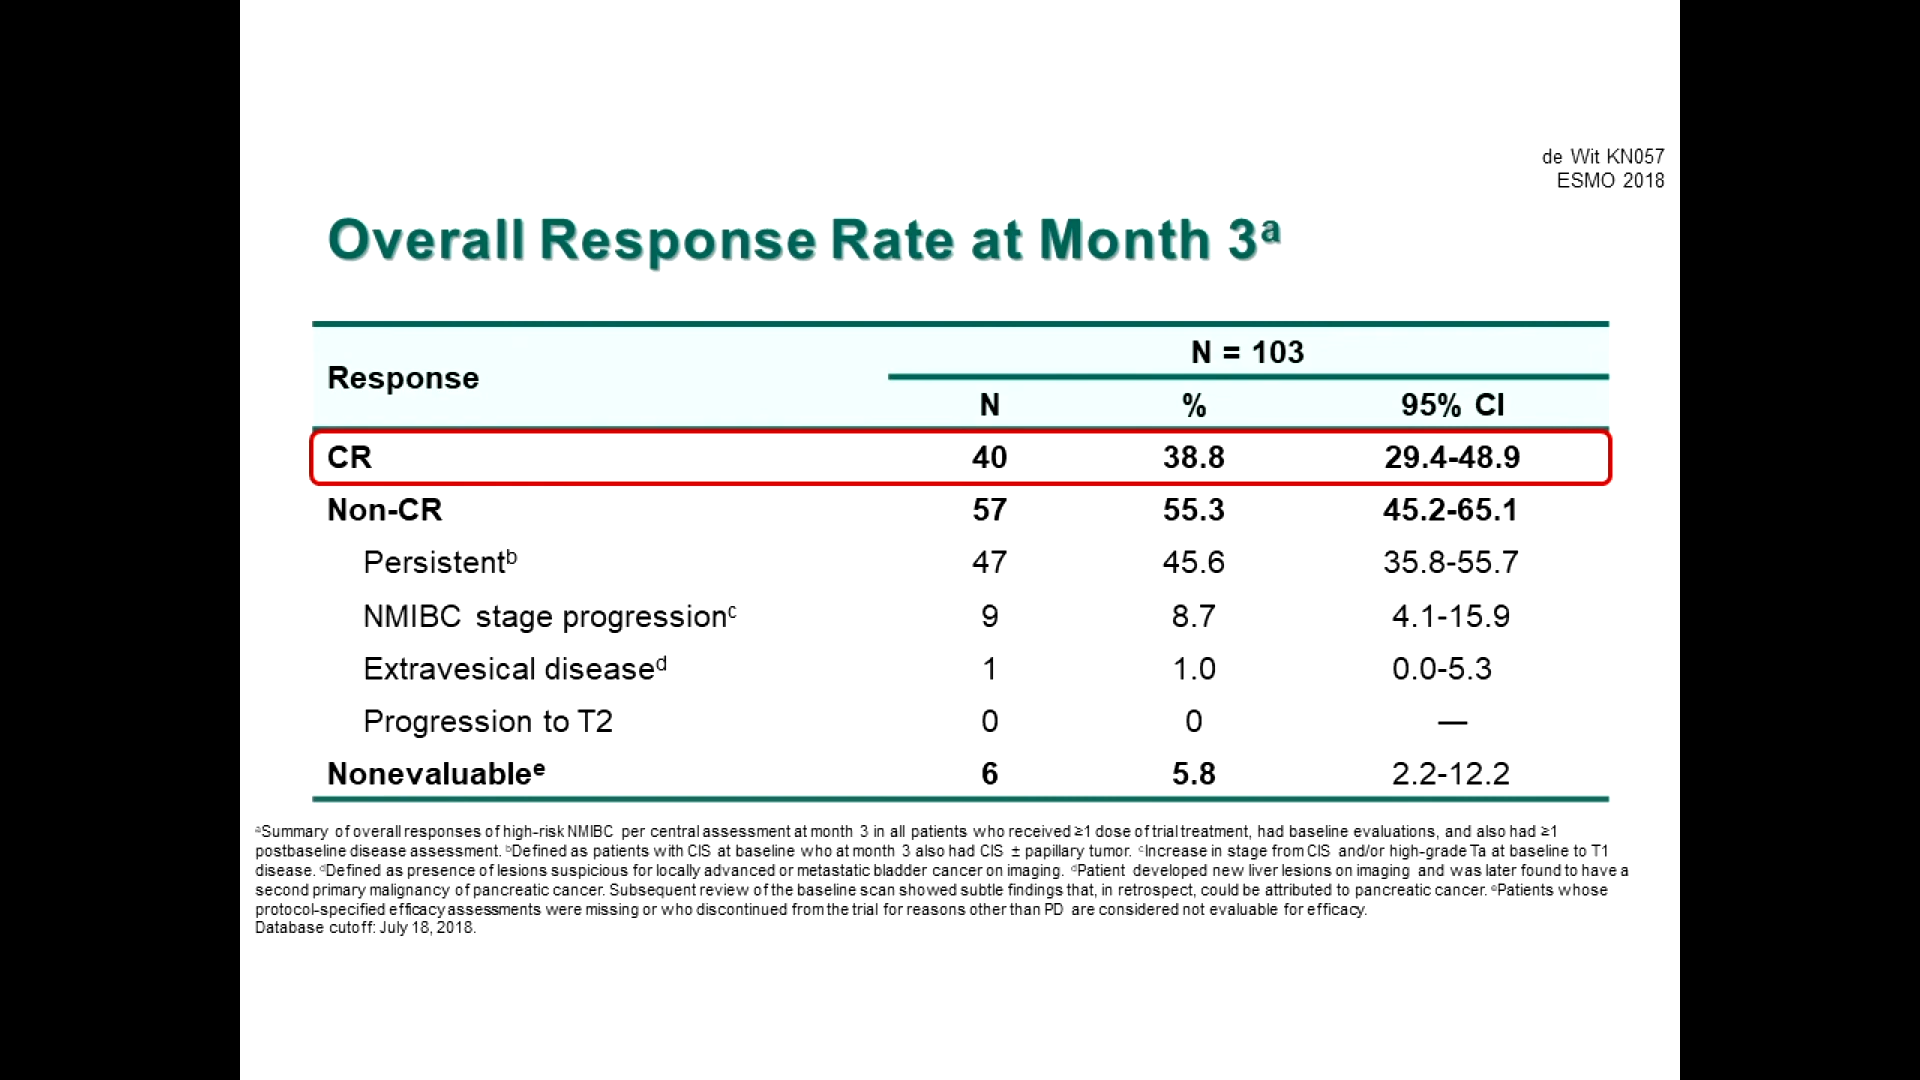 de Wit KN057
ESMO 2018
Overall Response Rate at Month 3ᵃ
N = 103
Response
N % 95% CI
CR 40 38.8 29.4-48.9
Non-CR 57 55.3 45.2-65.1
Persistentᵇ 47 45.6 35.8-55.7
NMIBC stage progressionᶜ 9 8.7 4.1-15.9
Extravesical diseaseᵈ 1 1.0 0.0-5.3
Progression to T2 0 0 —
Nonevaluableᵉ 6 5.8 2.2-12.2
ᵃSummary of overall responses of high-risk NMIBC per central assessment at month 3 in all patients who received ≥1 dose of trial treatment, had baseline evaluations, and also had ≥1
postbaseline disease assessment. ᵇDefined as patients with CIS at baseline who at month 3 also had CIS ± papillary tumor. ᶜIncrease in stage from CIS and/or high-grade Ta at baseline to T1
disease. ᵈDefined as presence of lesions suspicious for locally advanced or metastatic bladder cancer on imaging. ᵈPatient developed new liver lesions on imaging and was later found to have a
second primary malignancy of pancreatic cancer. Subsequent review of the baseline scan showed subtle findings that, in retrospect, could be attributed to pancreatic cancer. ᵉPatients whose
protocol-specified efficacy assessments were missing or who discontinued from the trial for reasons other than PD are considered not evaluable for efficacy.
Database cutoff: July 18, 2018.